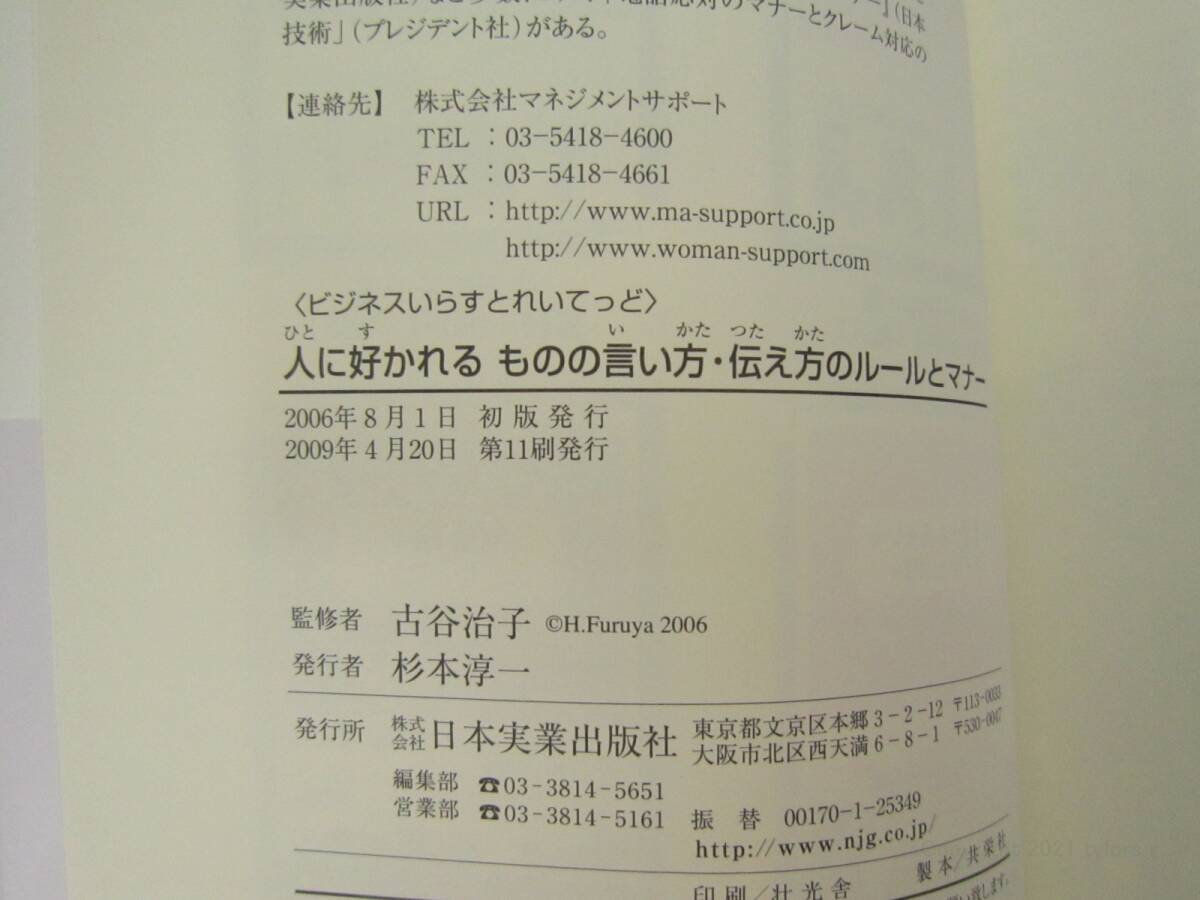 技術」（プレジデント社）がある。
【連絡先】 株式会社マネジメントサポート
TEL ：03-5418-4600
FAX ：03-5418-4661
URL ：http://www.ma-support.co.jp
http://www.woman-support.com
〈ビジネスいらすとれいてっど〉
ひと す い かた つた かた
人に好かれる ものの言い方・伝え方のルールとマナー
2006年8月1日 初版発行
2009年4月20日 第11刷発行
監修者 古谷治子 ©H.Furuya 2006
発行者 杉本淳一
発行所 株式会社 日本実業出版社 東京都文京区本郷3-2-12 〒113-0033
大阪市北区西天満6-8-1 〒530-0047
編集部 ☎03-3814-5651
営業部 ☎03-3814-5161 振替 00170-1-25349
http://www.njg.co.jp/
印刷/壮光舎 製本/共栄社